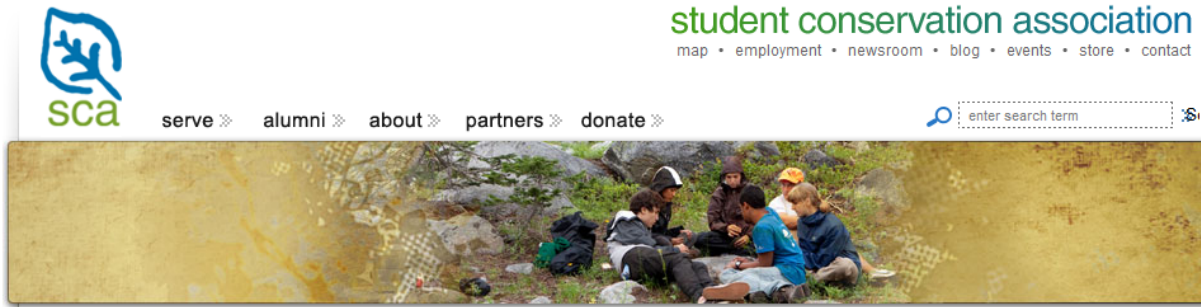 student conservation association
map • employment • newsroom • blog • events • store • contact
sca
serve alumni about partners donate
enter search term